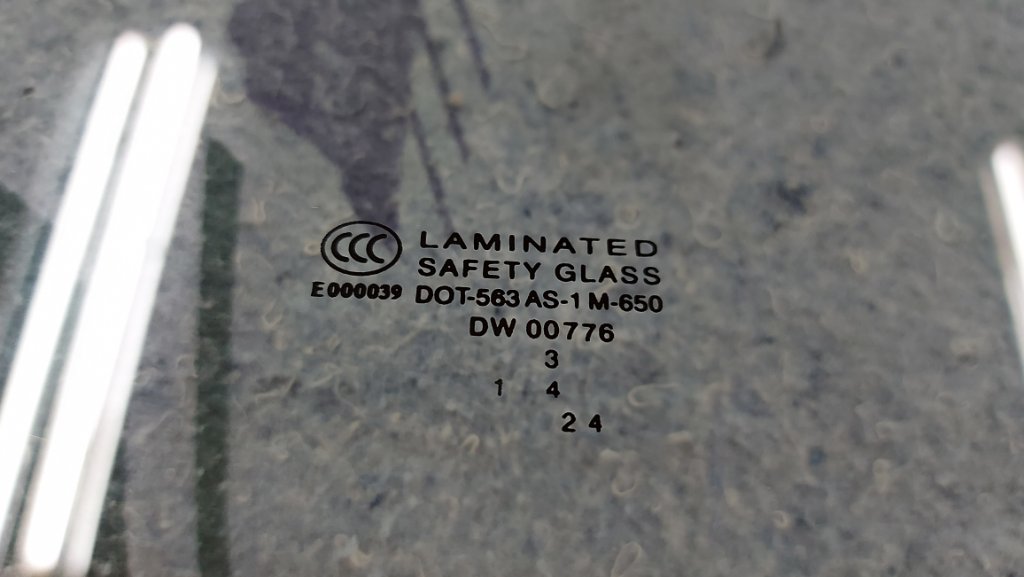 CCC LAMINATED
SAFETY GLASS
E000039 DOT-563 AS-1 M-650
DW 00776
3
1 4
2 4